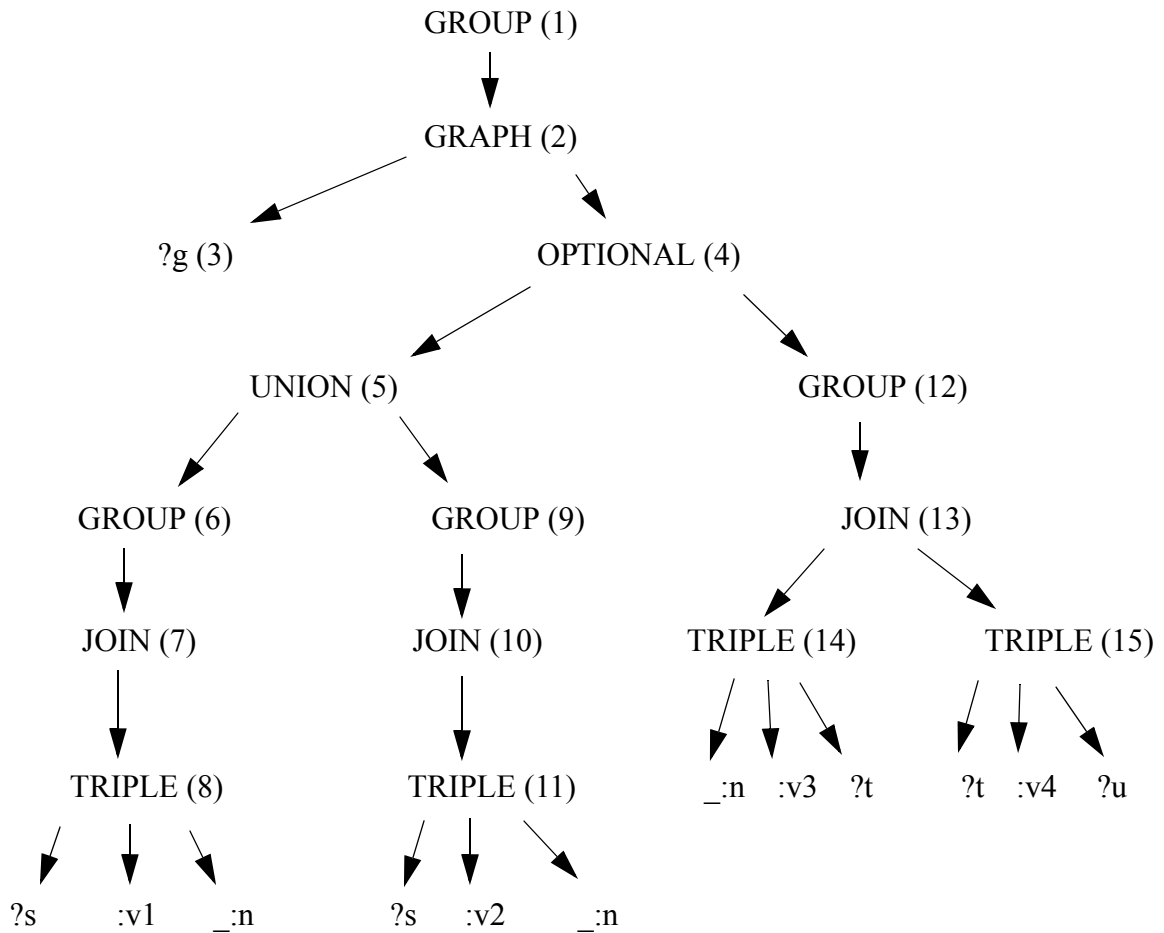 GROUP (1)
GRAPH (2)
?g (3) OPTIONAL (4)
UNION (5) GROUP (12)
GROUP (6) GROUP (9) JOIN (13)
JOIN (7) JOIN (10) TRIPLE (14) TRIPLE (15)
TRIPLE (8) TRIPLE (11) _:n :v3 ?t ?t :v4 ?u
?s :v1 _:n ?s :v2 _:n